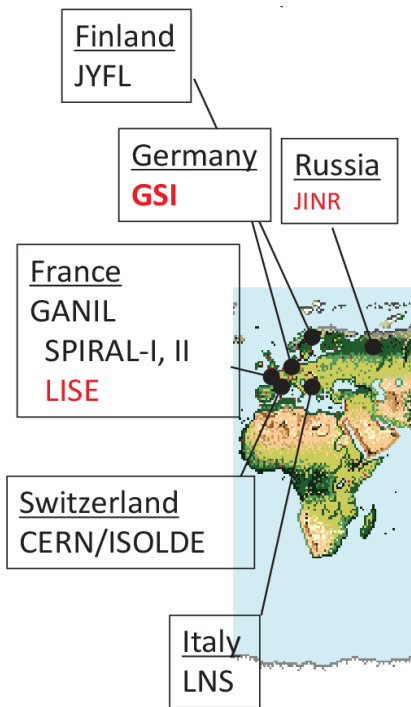 Finland
JYFL
Germany
GSI
Russia
JINR
France
GANIL
SPIRAL-I, II
LISE
Switzerland
CERN/ISOLDE
Italy
LNS